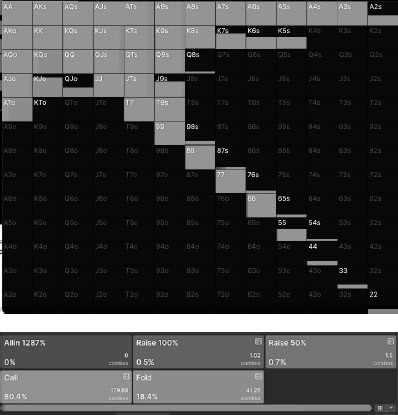 AA AKs AQs AJs ATs A9s A8s A7s A6s A5s A4s A3s A2s
AKo KK KQs KJs KTs K9s K8s K7s K6s K5s K4s K3s K2s
AQo KQo QQ QJs QTs Q9s Q8s Q7s Q6s Q5s Q4s Q3s Q2s
AJo KJo QJo JJ JTs J9s J8s J7s J6s J5s J4s J3s J2s
ATo KTo QTo JTo TT T9s T8s T7s T6s T5s T4s T3s T2s
A9o K9o Q9o J9o T9o 99 98s 97s 96s 95s 94s 93s 92s
A8o K8o Q8o J8o T8o 98o 88 87s 86s 85s 84s 83s 82s
A7o K7o Q7o J7o T7o 97o 87o 77 76s 75s 74s 73s 72s
A6o K6o Q6o J6o T6o 96o 86o 76o 66 65s 64s 63s 62s
A5o K5o Q5o J5o T5o 95o 85o 75o 65o 55 54s 53s 52s
A4o K4o Q4o J4o T4o 94o 84o 74o 64o 54o 44 43s 42s
A3o K3o Q3o J3o T3o 93o 83o 73o 63o 53o 43o 33 32s
A2o K2o Q2o J2o T2o 92o 82o 72o 62o 52o 42o 32o 22
Allin 1287% Raise 100% Raise 50%
0 1.02 1.5
0% combos 0.5% combos 0.7% combos
Call Fold
179.88 41.25
80.4% combos 18.4% combos